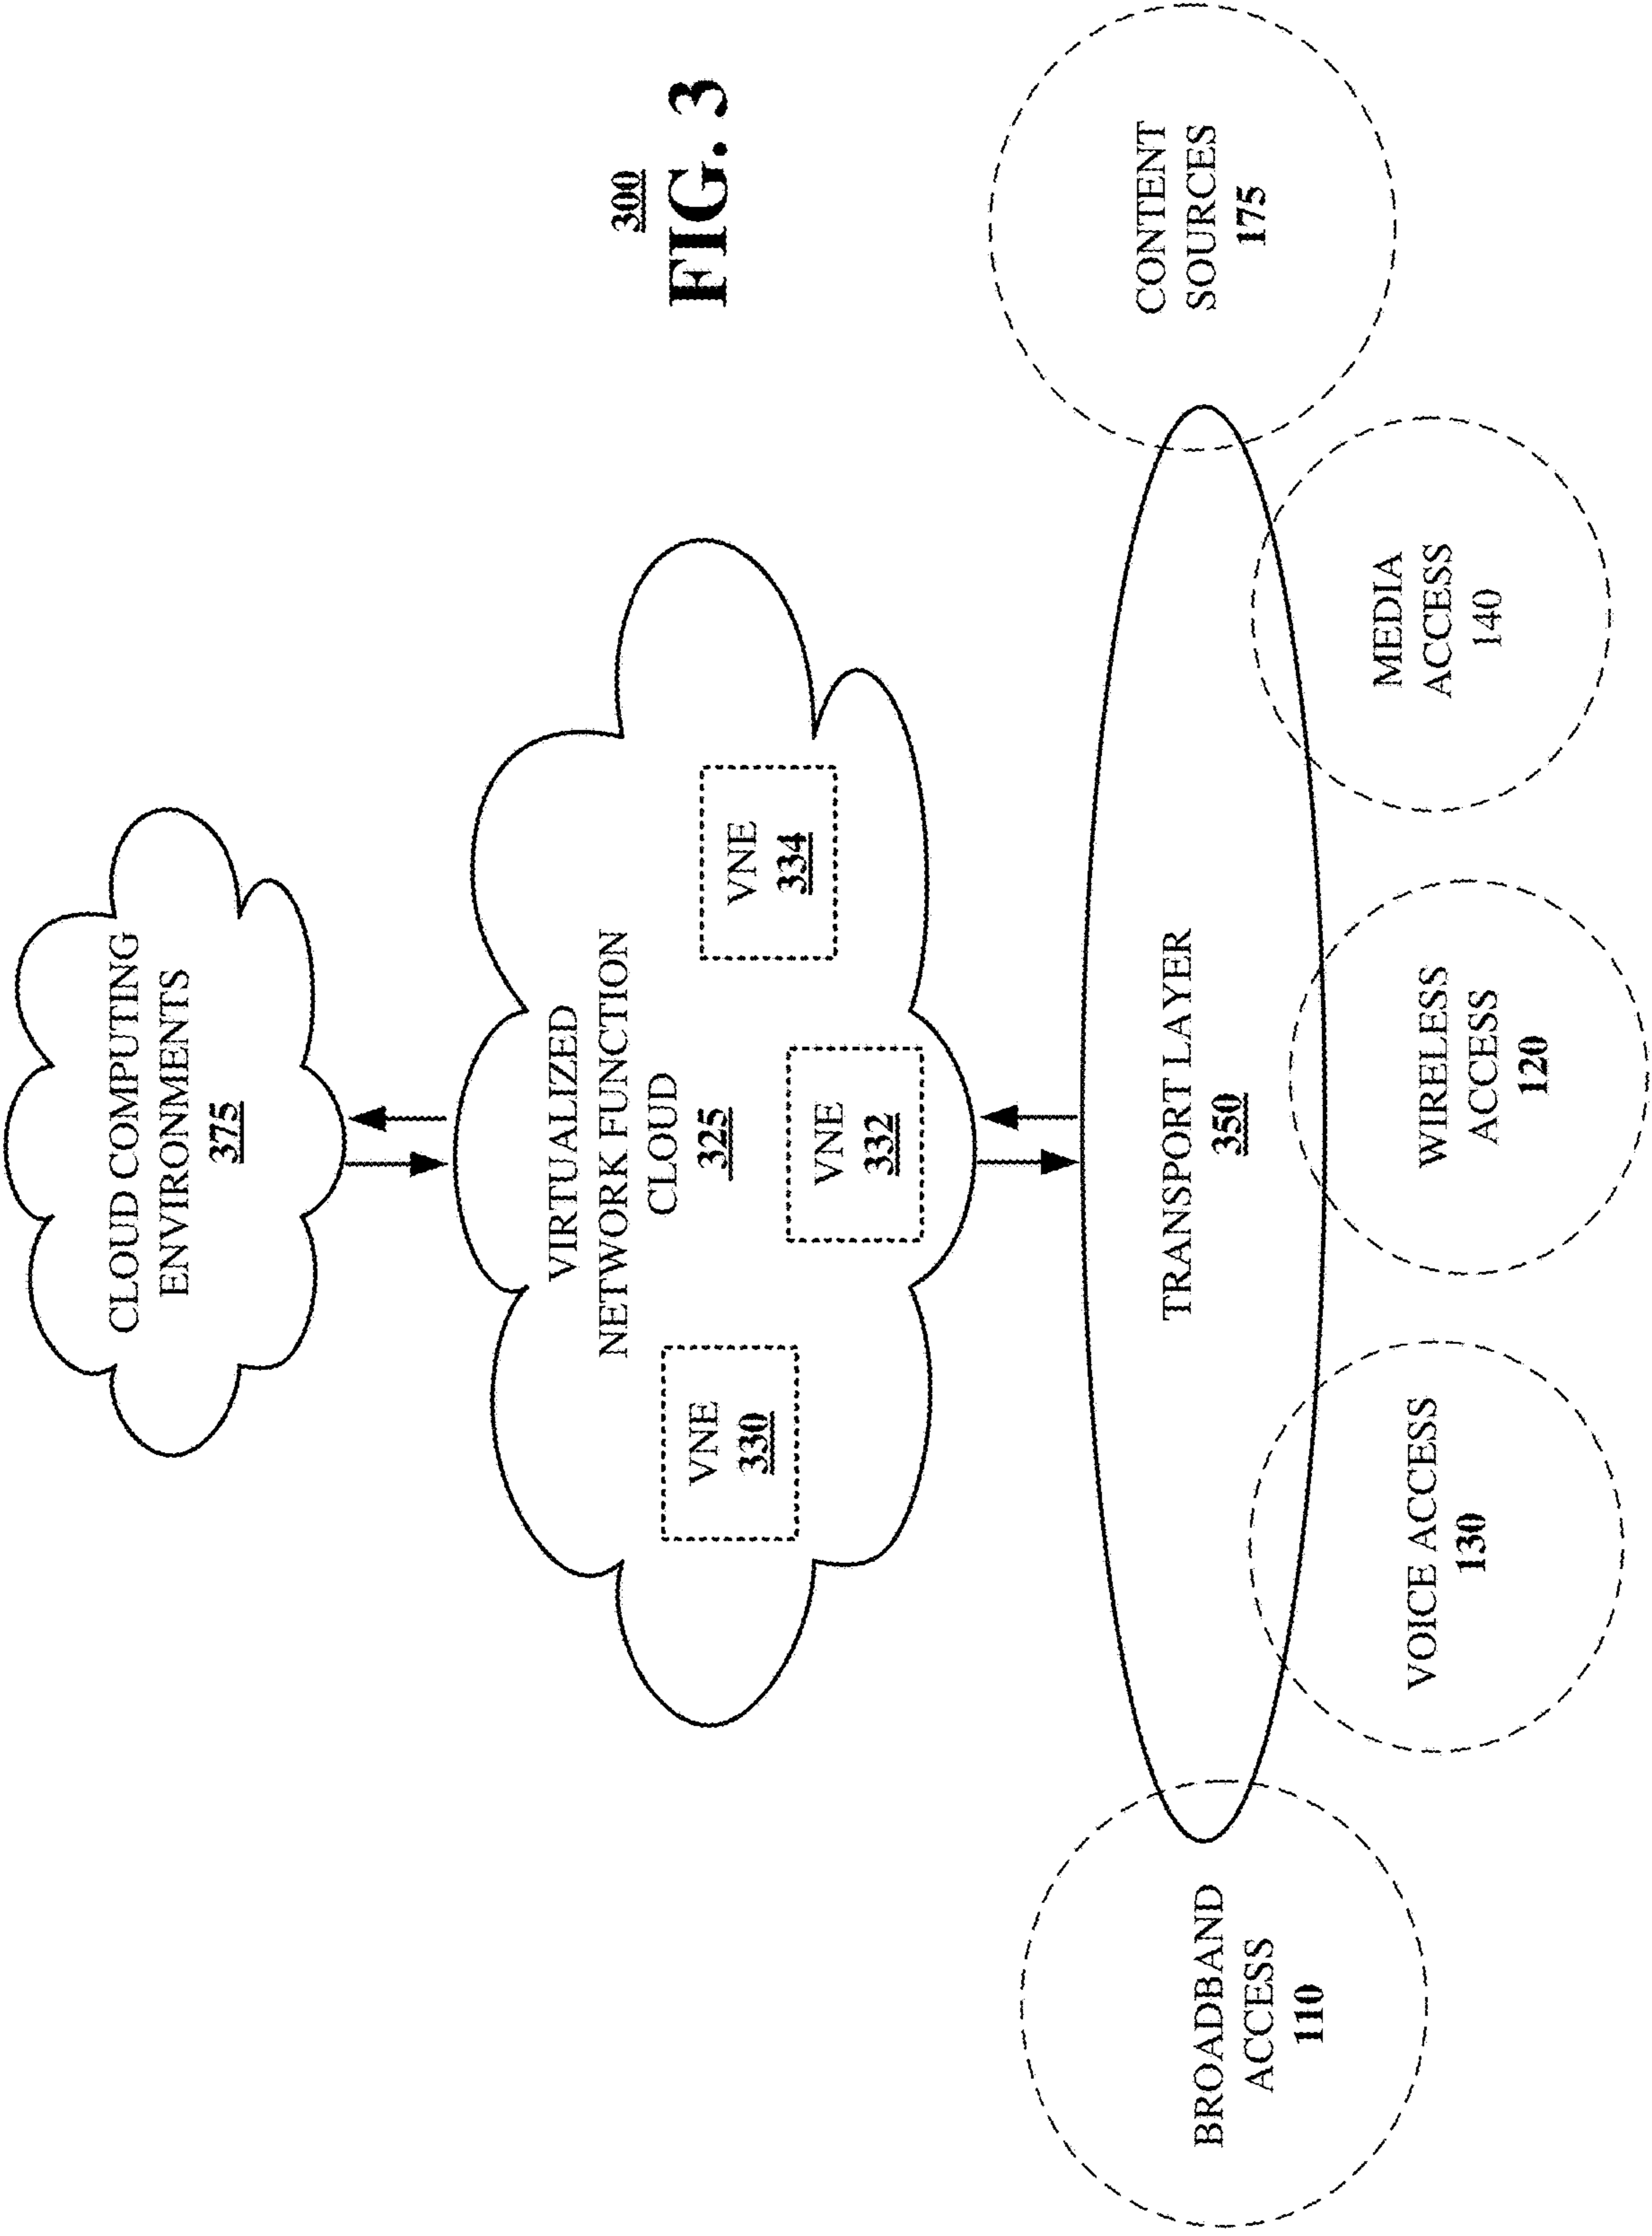 CLOUD COMPUTING
ENVIRONMENTS
375
VIRTUALIZED
NETWORK FUNCTION
CLOUD
325
VNE
330
VNE
332
VNE
334
300
FIG. 3
TRANSPORT LAYER
350
BROADBAND
ACCESS
110
VOICE ACCESS
130
WIRELESS
ACCESS
120
MEDIA
ACCESS
140
CONTENT
SOURCES
175